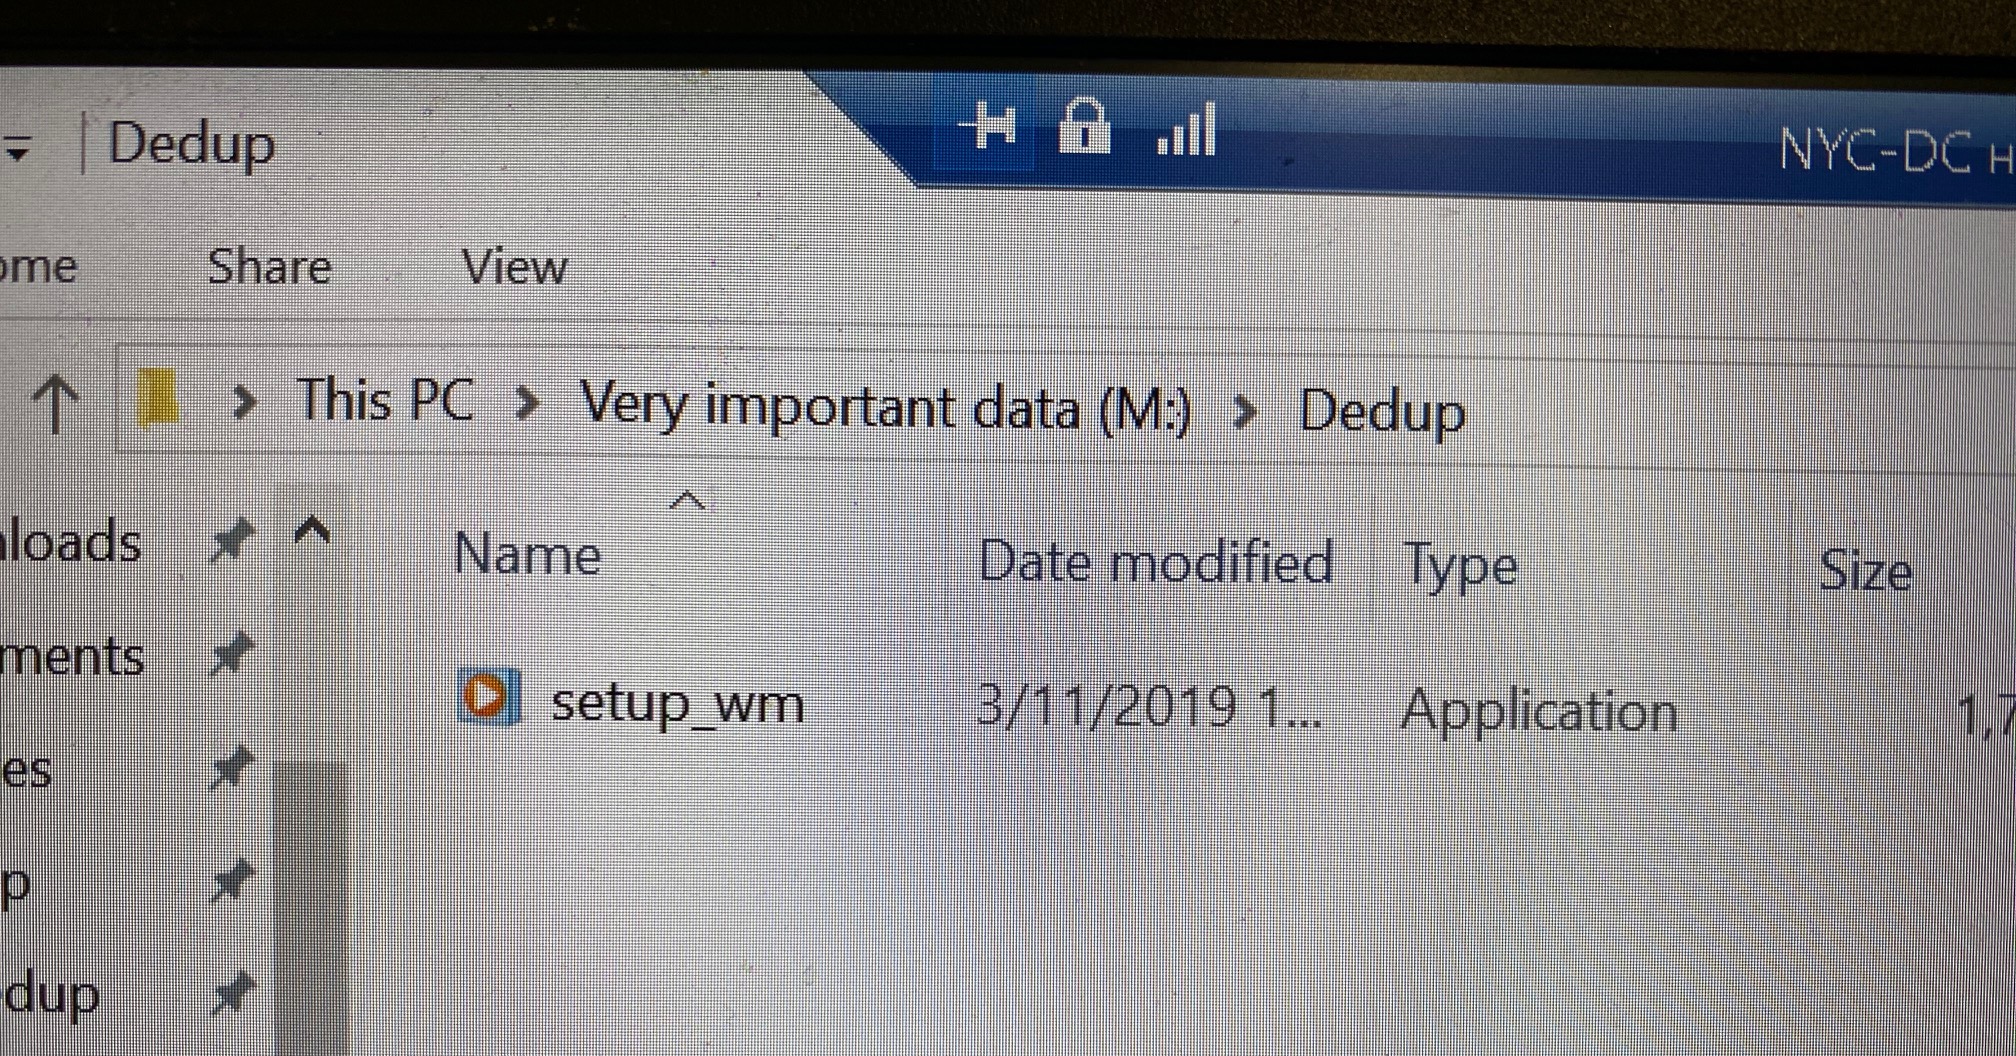 Dedup
NYC-DC H
ome Share View
This PC > Very important data (M:) > Dedup
nloads
Name Date modified Type Size
ments
setup_wm 3/11/2019 1... Application 1,7
es
p
dup